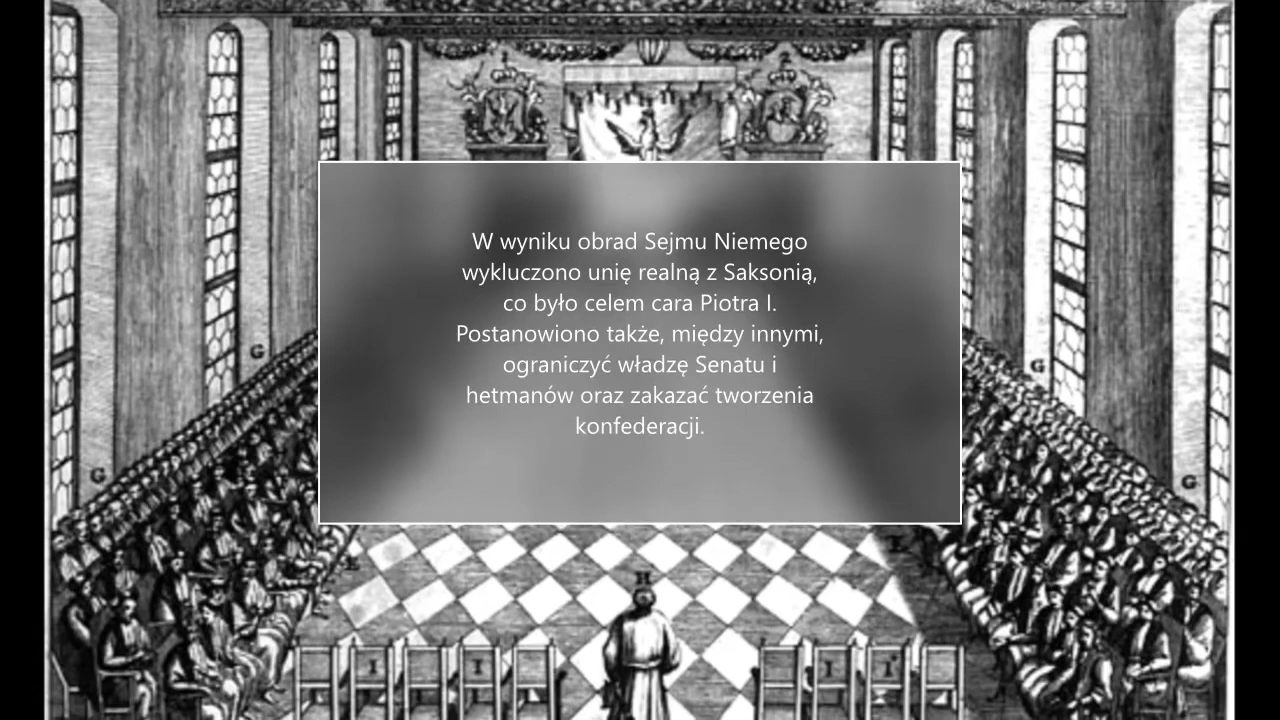 W wyniku obrad Sejmu Niemego
wykluczono unię realną z Saksonią,
co było celem cara Piotra I.
Postanowiono także, między innymi,
ograniczyć władzę Senatu i
hetmanów oraz zakazać tworzenia
konfederacji.
G
G
G
G
H
I
I
I